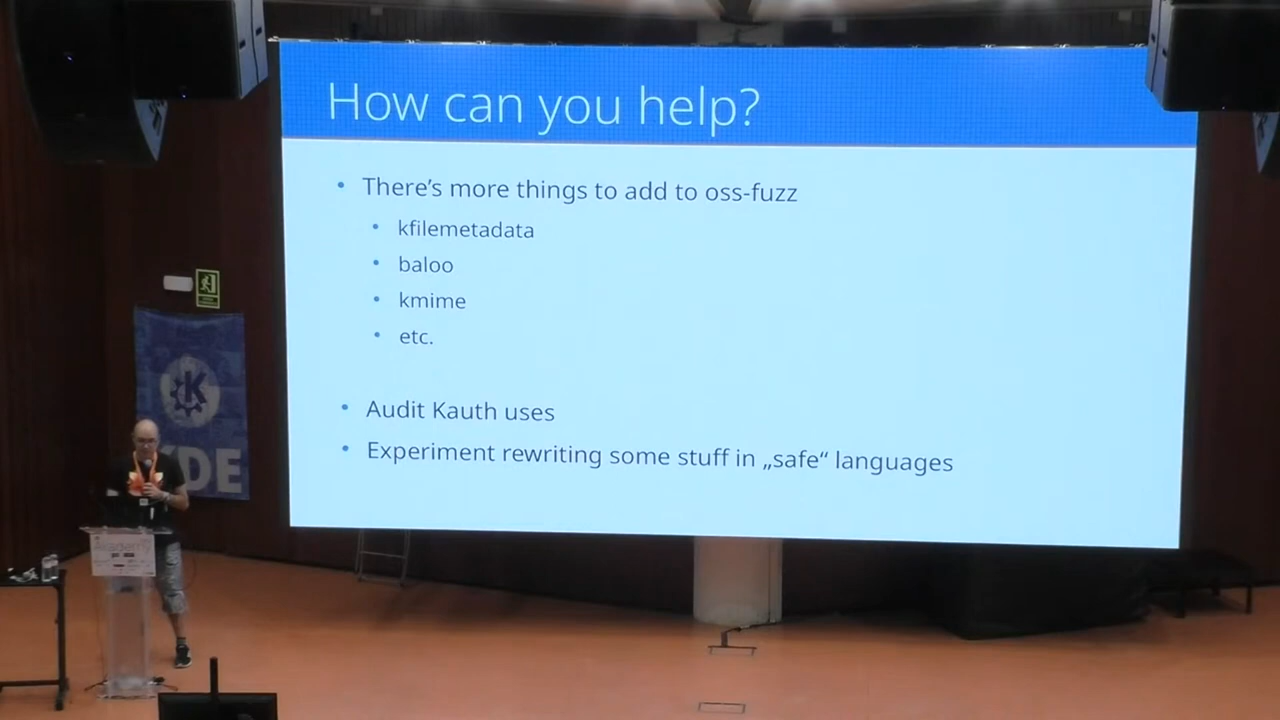 How can you help?
There's more things to add to oss-fuzz
kfilemetadata
baloo
kmime
etc.
Audit Kauth uses
Experiment rewriting some stuff in „safe“ languages
K
KDE